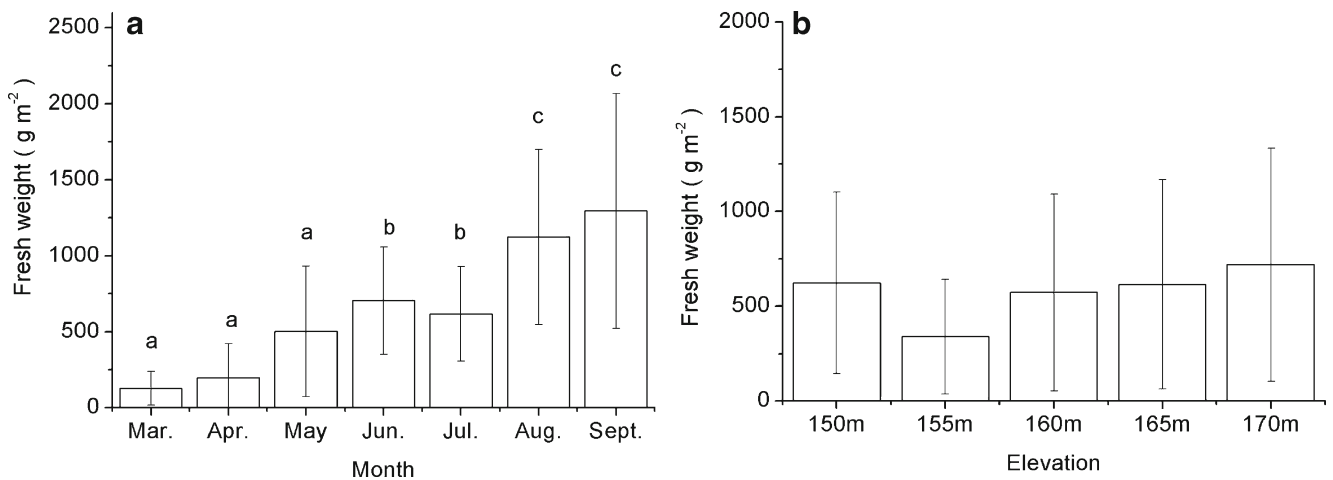 a
Fresh weight ( g m-2 )
2500
2000
1500
1000
500
0
a
a
a
b
b
c
c
Mar. Apr. May Jun. Jul. Aug. Sept.
Month
b
Fresh weight ( g m-2 )
2000
1500
1000
500
0
150m 155m 160m 165m 170m
Elevation